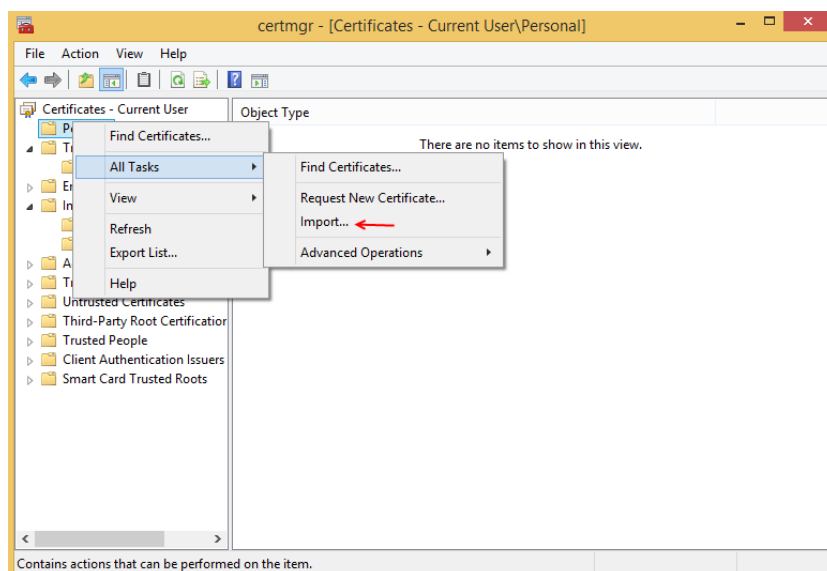 certmgr - [Certificates - Current User\Personal]
File Action View Help
Certificates - Current User
Object Type
There are no items to show in this view.
Find Certificates...
All Tasks
View
Refresh
Export List...
Help
Find Certificates...
Request New Certificate...
Import...
Advanced Operations
Untrusted Certificates
Third-Party Root Certification
Trusted People
Client Authentication Issuers
Smart Card Trusted Roots
Contains actions that can be performed on the item.